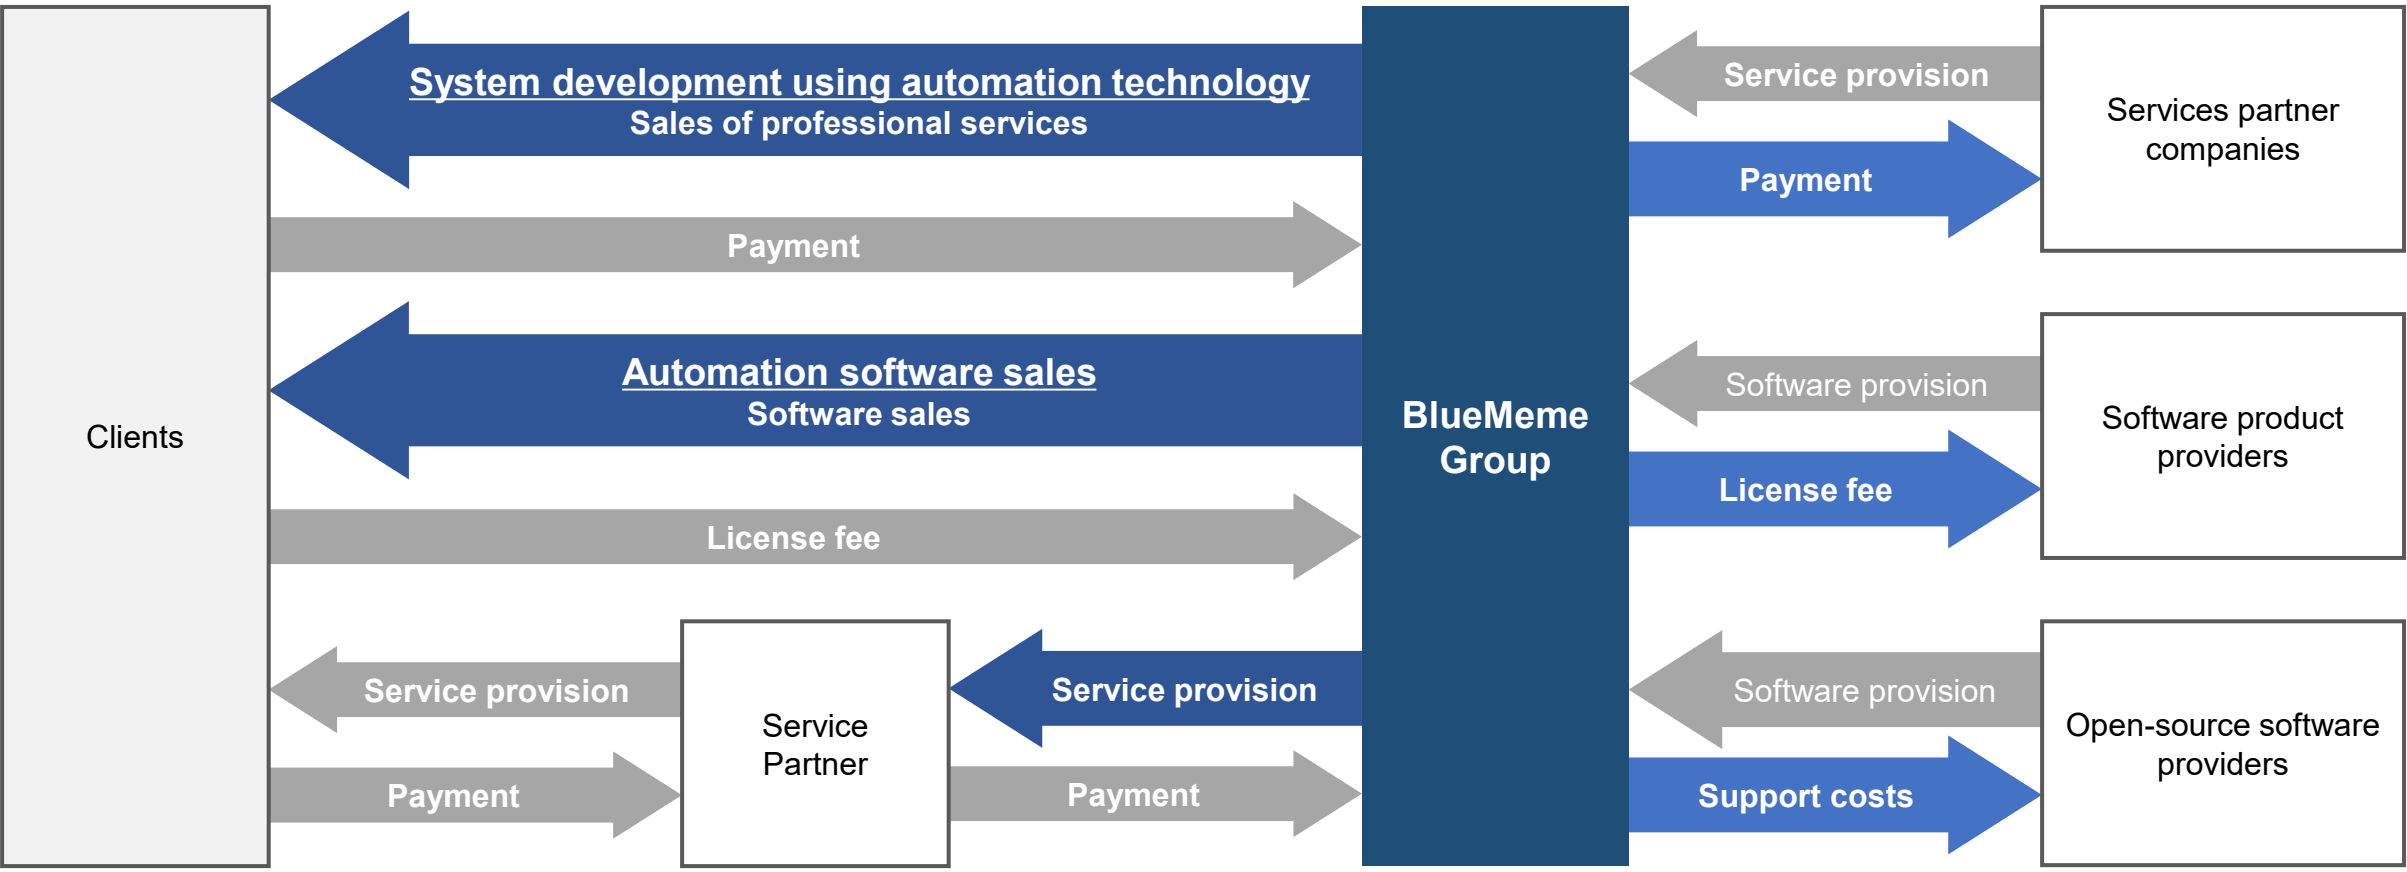 System development using automation technology
Sales of professional services
Payment
Automation software sales
Software sales
License fee
Clients
Service provision
Payment
Service
Partner
Service provision
Payment
BlueMeme
Group
Service provision
Payment
Services partner
companies
Software provision
License fee
Software product
providers
Software provision
Support costs
Open-source software
providers